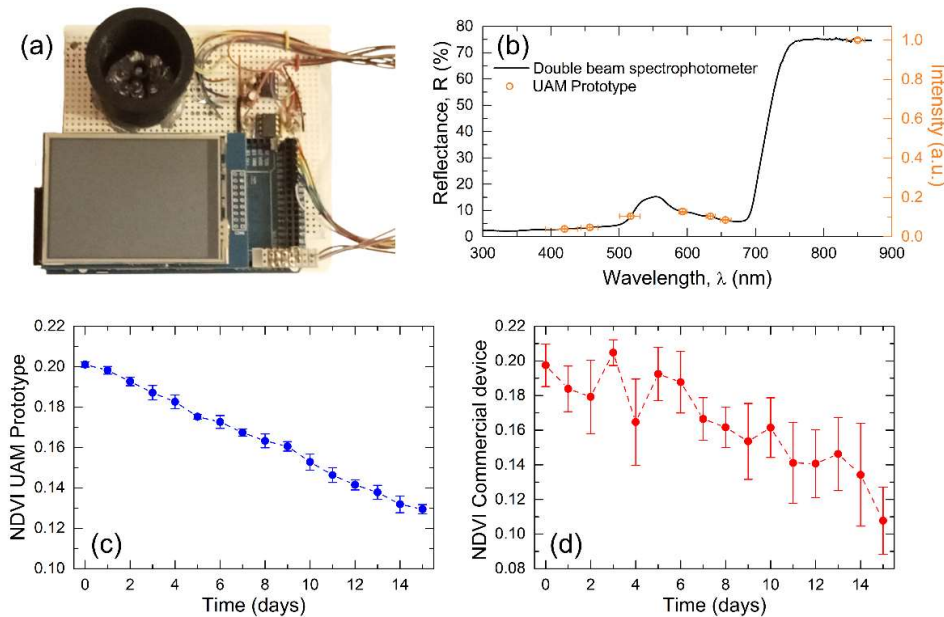 (a)
(b)
Reflectance, R (%)
80
70
60
50
40
30
20
10
0
Double beam spectrophotometer
UAM Prototype
1.0
0.8
0.6
0.4
0.2
0.0
Intensity (a.u.)
300 400 500 600 700 800 900
Wavelength, λ (nm)
NDVI UAM Prototype
0.22
0.20
0.18
0.16
0.14
0.12
0.10
(c)
0 2 4 6 8 10 12 14
Time (days)
NDVI Commercial device
0.22
0.20
0.18
0.16
0.14
0.12
0.10
0.08
(d)
0 2 4 6 8 10 12 14
Time (days)